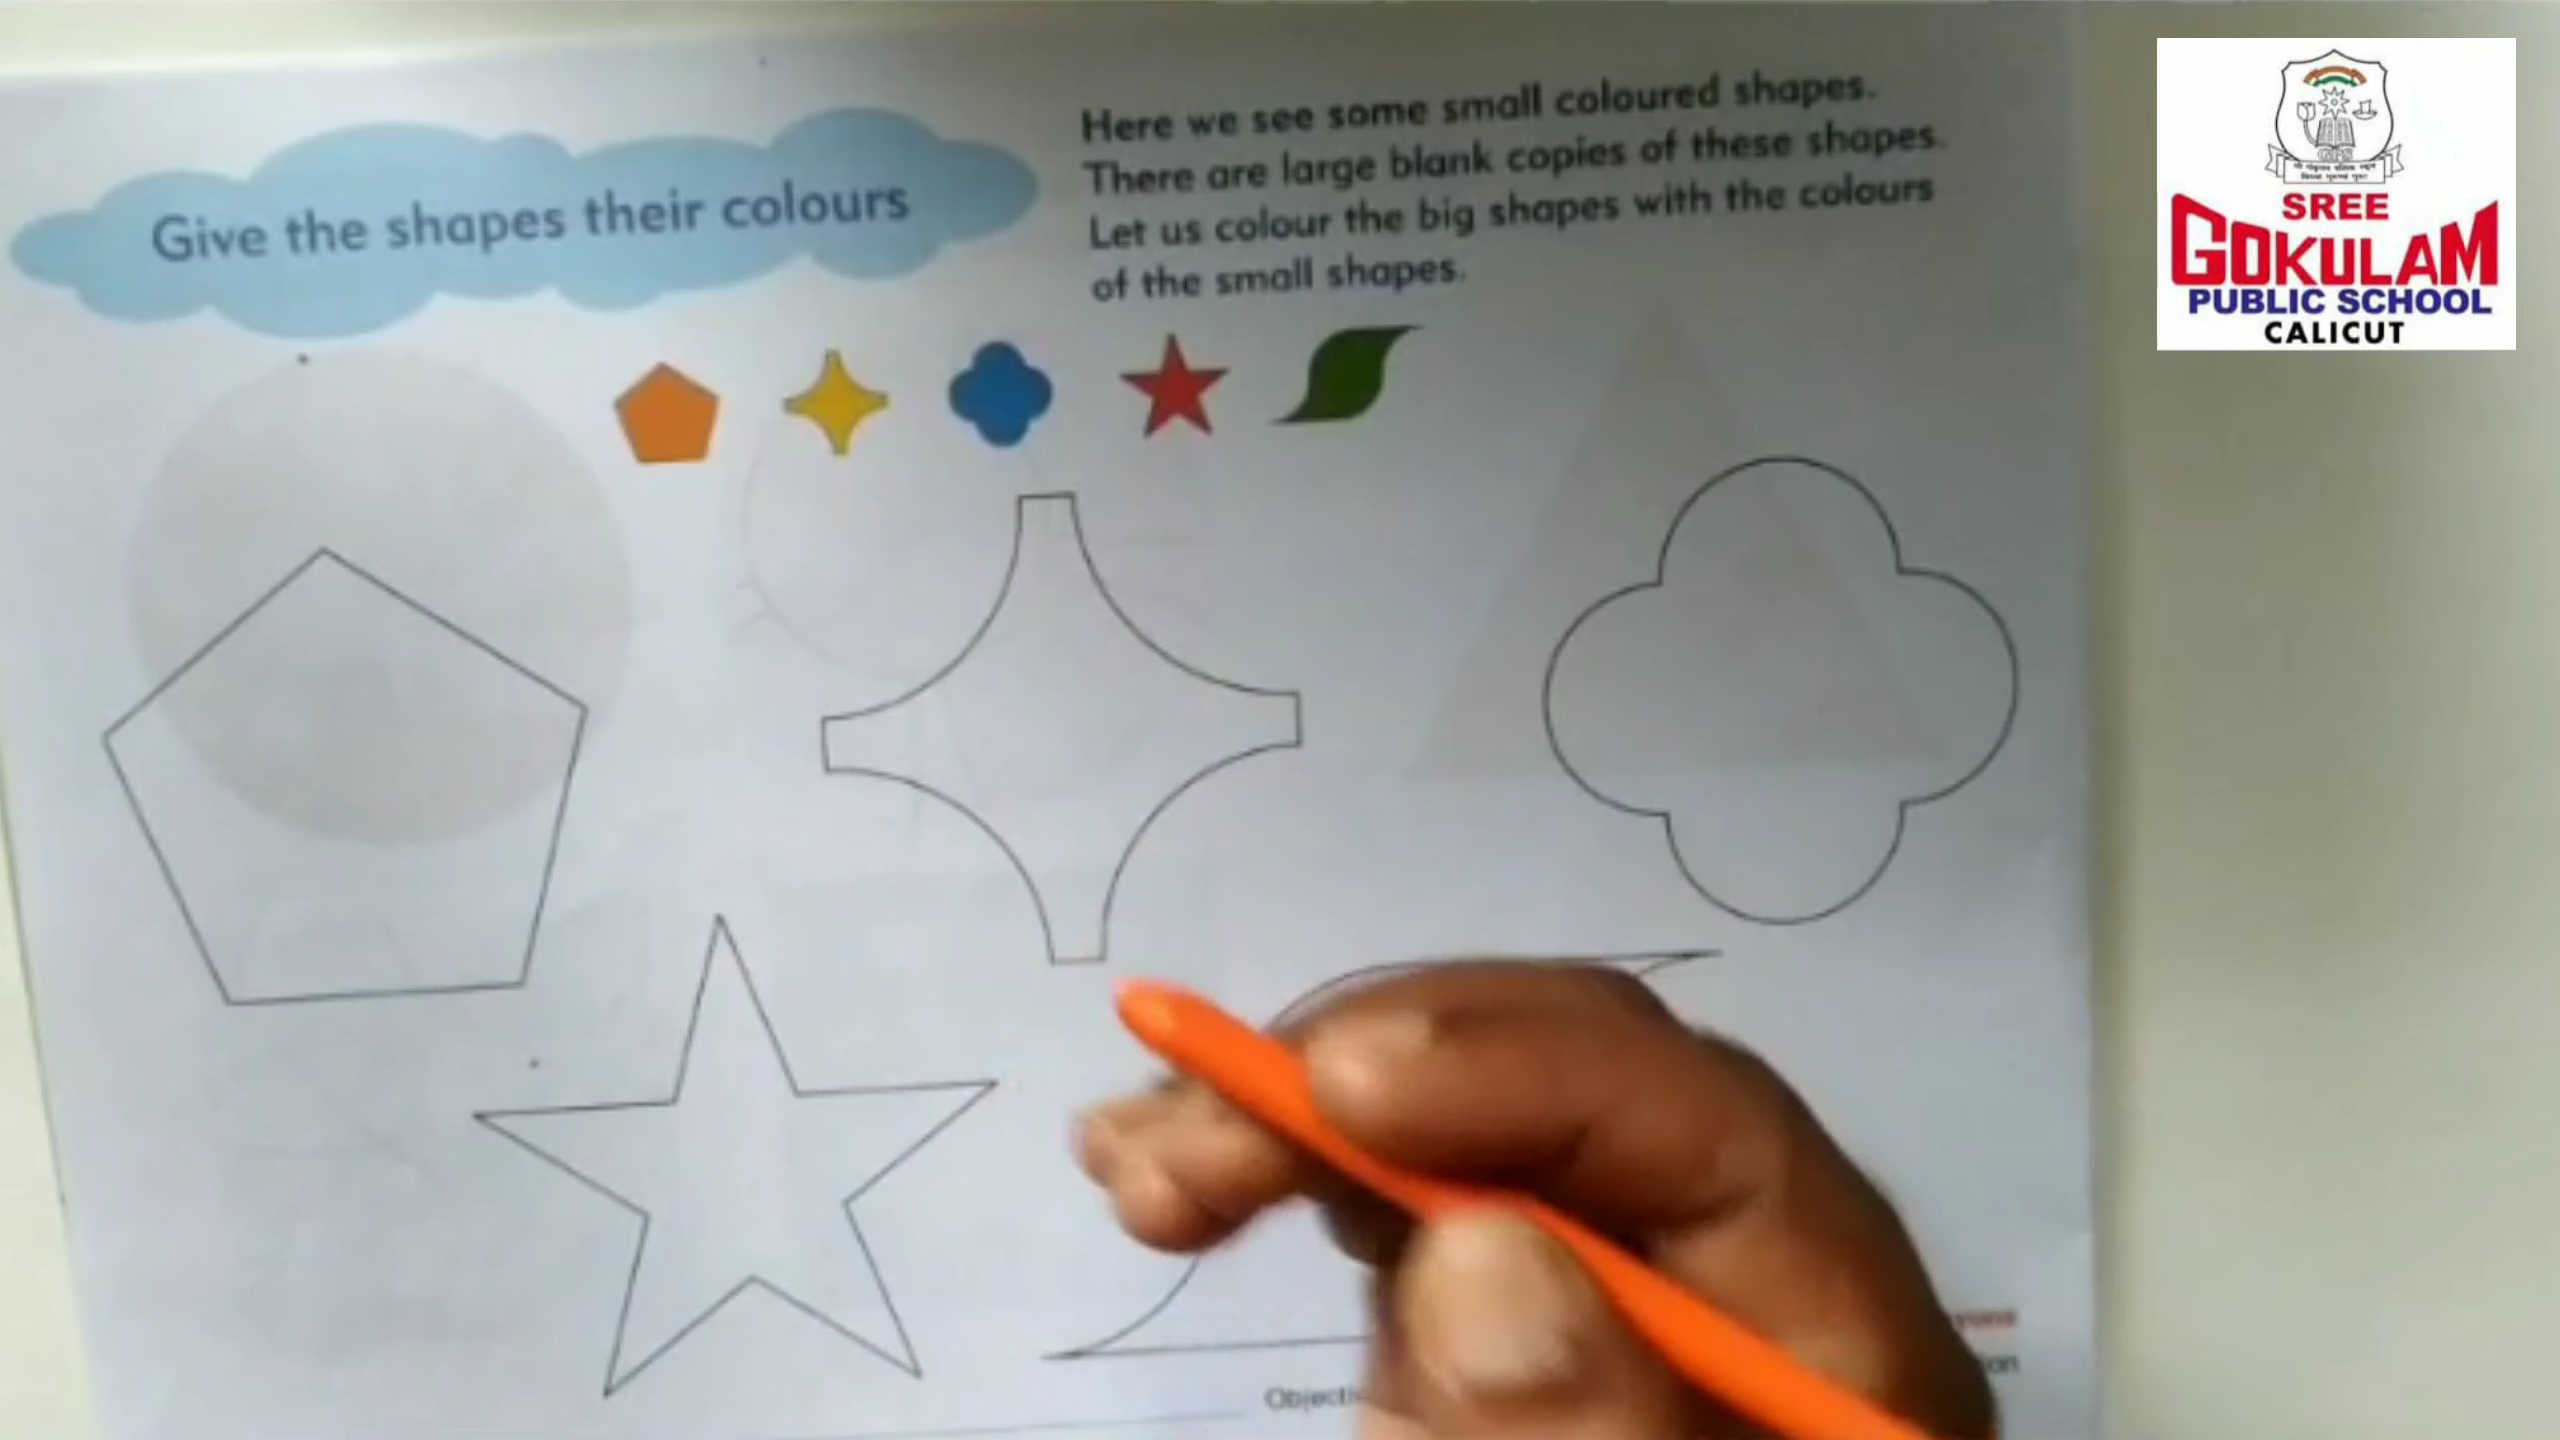 Give the shapes their colours
Here we see some small coloured shapes.
There are large blank copies of these shapes.
Let us colour the big shapes with the colours
of the small shapes.
SREE
GOKULAM
PUBLIC SCHOOL
CALICUT